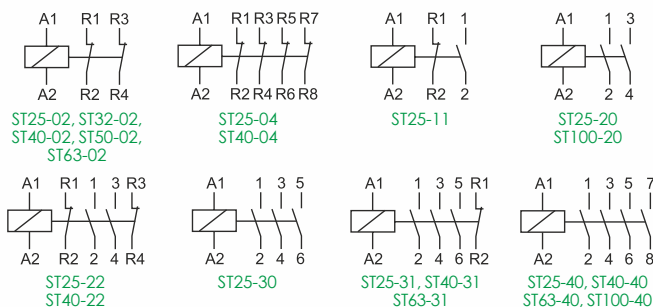 A1 R1 R3
A2 R2 R4
ST25-02, ST32-02,
ST40-02, ST50-02,
ST63-02
A1 R1 R3 R5 R7
A2 R2 R4 R6 R8
ST25-04
ST40-04
A1 R1 1
A2 R2 2
ST25-11
A1 1 3
A2 2 4
ST25-20
ST100-20
A1 R1 1 3 R3
A2 R2 2 4 R4
ST25-22
ST40-22
A1 1 3 5
A2 2 4 6
ST25-30
A1 1 3 5 R1
A2 2 4 6 R2
ST25-31, ST40-31
ST63-31
A1 1 3 5 7
A2 2 4 6 8
ST25-40, ST40-40
ST63-40, ST100-40